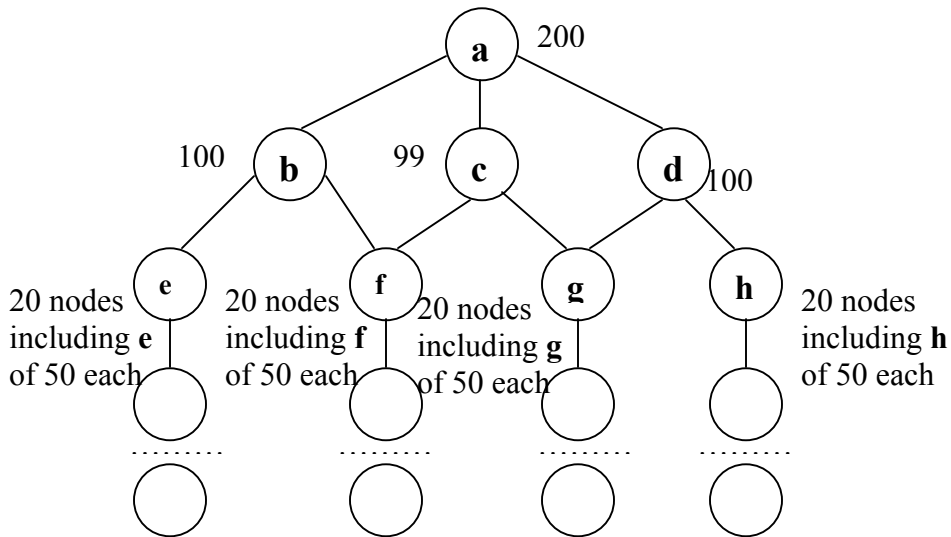 a 200
100 b 99 c d 100
e f g h
20 nodes
including e
of 50 each
20 nodes
including f
of 50 each
20 nodes
including g
of 50 each
20 nodes
including h
of 50 each